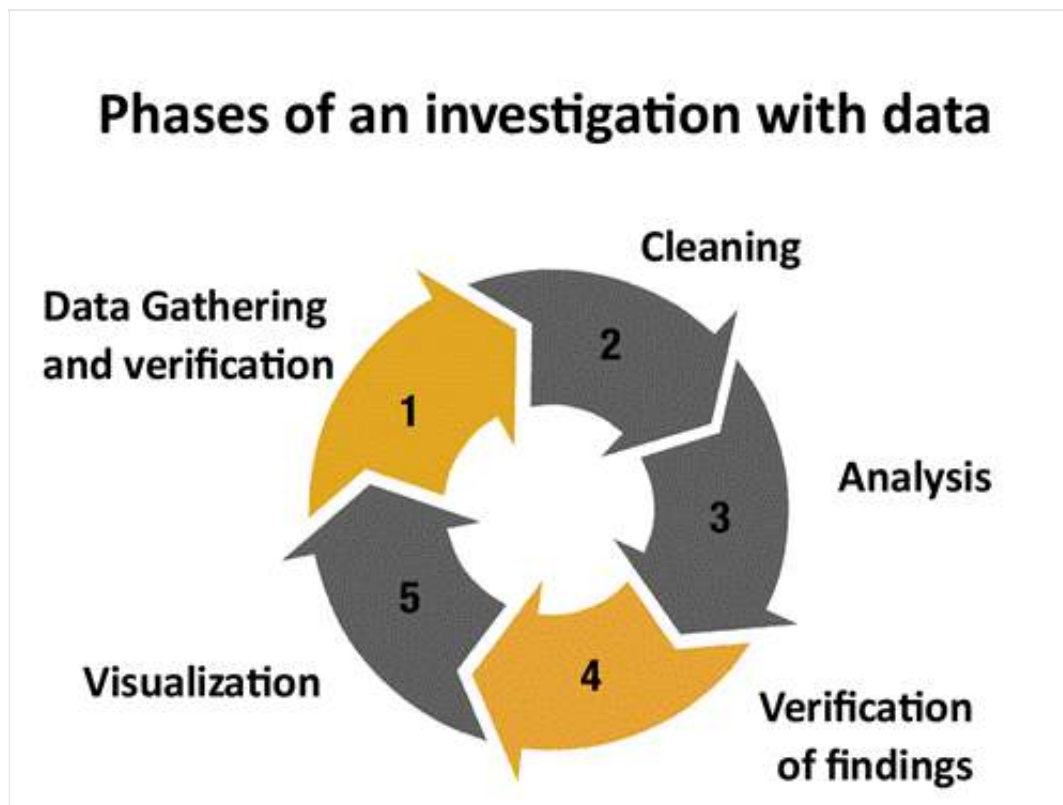 Phases of an investigation with data
Data Gathering
and verification
1
Cleaning
2
Analysis
3
Verification
of findings
4
Visualization
5